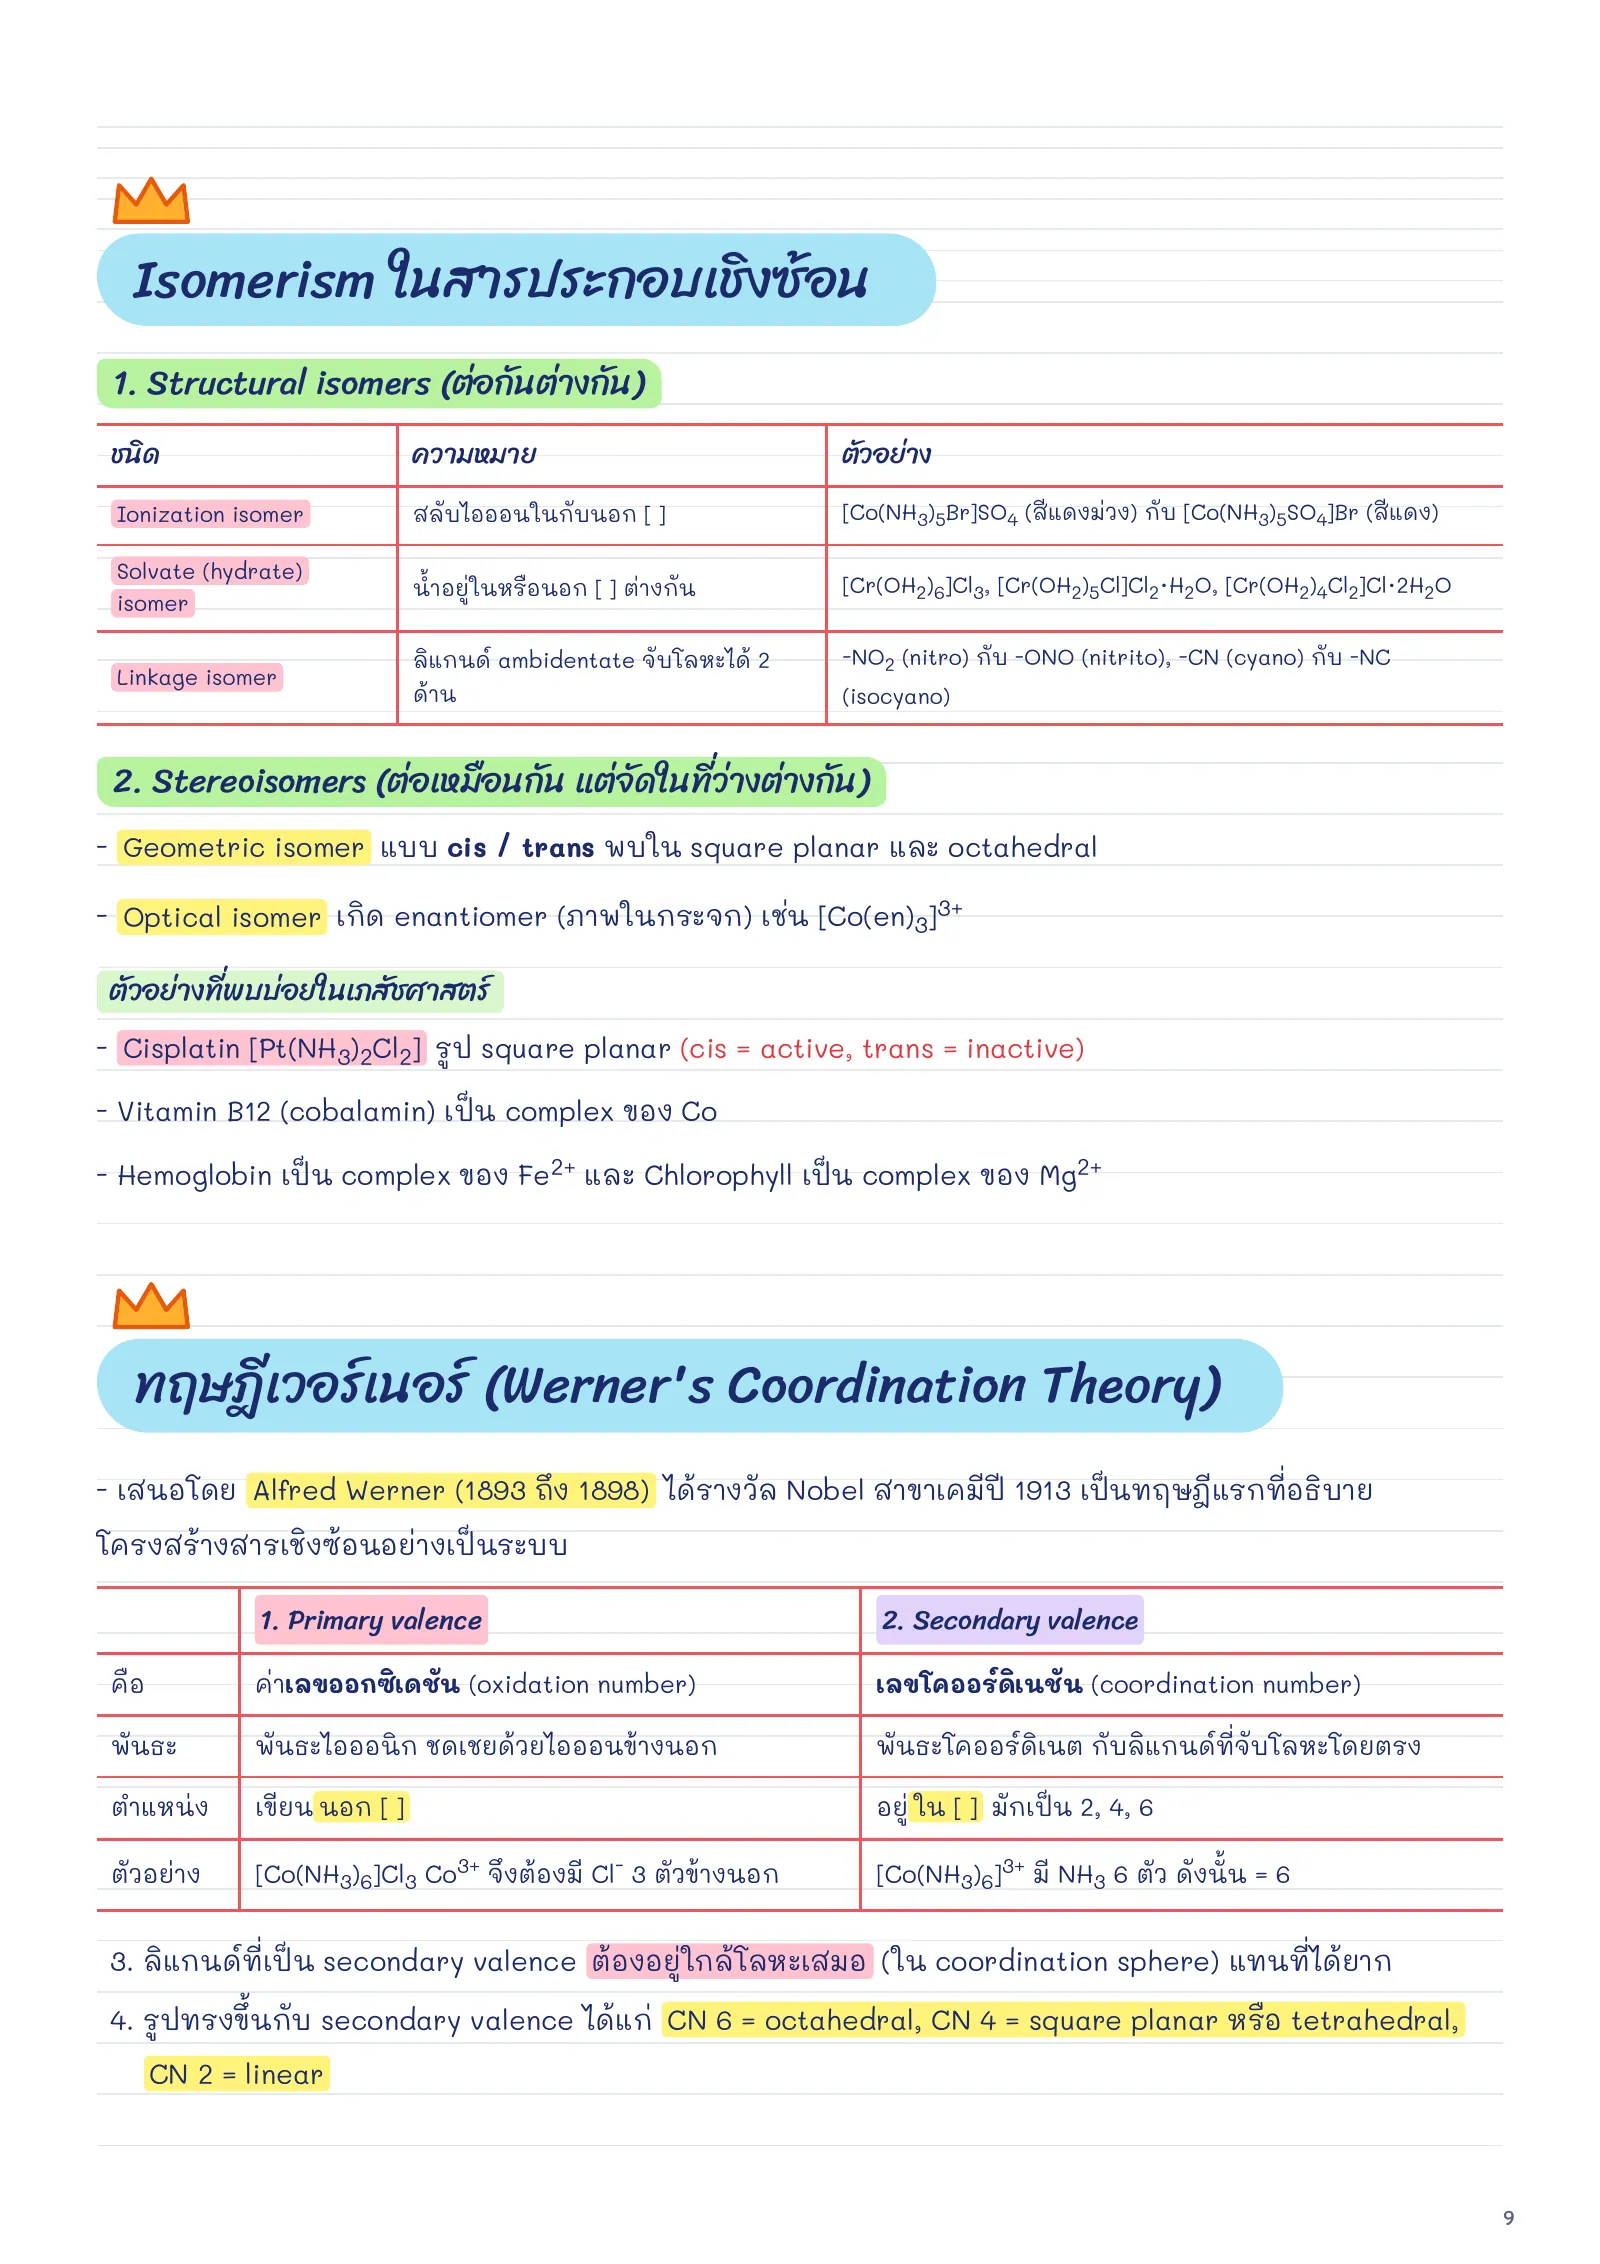 Isomerism ในสารประกอบเชิงซ้อน
1. Structural isomers (ต่อกันต่างกัน)
ชนิด ความหมาย ตัวอย่าง
Ionization isomer สลับไอออนในกับนอก [ ] [Co(NH₃)₅Br]SO₄ (สีแดงม่วง) กับ [Co(NH₃)₅SO₄]Br (สีแดง)
Solvate (hydrate)
isomer
น้ำอยู่ในหรือนอก [ ] ต่างกัน
[Cr(OH₂)₆]Cl₃, [Cr(OH₂)₅Cl]Cl₂·H₂O, [Cr(OH₂)₄Cl₂]Cl·2H₂O
Linkage isomer
ลิแกนด์ ambidentate จับโลหะได้ 2
ด้าน
-NO₂ (nitro) กับ -ONO (nitrito), -CN (cyano) กับ -NC
(isocyano)
2. Stereoisomers (ต่อเหมือนกัน แต่จัดในที่ว่างต่างกัน)
- Geometric isomer แบบ cis / trans พบใน square planar และ octahedral
- Optical isomer เกิด enantiomer (ภาพในกระจก) เช่น [Co(en)₃]³⁺
ตัวอย่างที่พบบ่อยในเภสัชศาสตร์
- Cisplatin [Pt(NH₃)₂Cl₂] รูป square planar (cis = active, trans = inactive)
- Vitamin B12 (cobalamin) เป็น complex ของ Co
- Hemoglobin เป็น complex ของ Fe²⁺ และ Chlorophyll เป็น complex ของ Mg²⁺
ทฤษฎีเวอร์เนอร์ (Werner's Coordination Theory)
- เสนอโดย Alfred Werner (1893 ถึง 1898) ได้รางวัล Nobel สาขาเคมีปี 1913 เป็นทฤษฎีแรกที่อธิบาย
โครงสร้างสารเชิงซ้อนอย่างเป็นระบบ
1. Primary valence 2. Secondary valence
คือ ค่าเลขออกซิเดชัน (oxidation number) เลขโคออร์ดิเนชัน (coordination number)
พันธะ พันธะไอออนิก ชดเชยด้วยไอออนข้างนอก พันธะโคออร์ดิเนต กับลิแกนด์ที่จับโลหะโดยตรง
ตำแหน่ง เขียนนอก [ ] อยู่ใน [ ] มักเป็น 2, 4, 6
ตัวอย่าง [Co(NH₃)₆]Cl₃ Co³⁺ จึงต้องมี Cl⁻ 3 ตัวข้างนอก [Co(NH₃)₆]³⁺ มี NH₃ 6 ตัว ดังนั้น = 6
3. ลิแกนด์ที่เป็น secondary valence ต้องอยู่ใกล้โลหะเสมอ (ใน coordination sphere) แทนที่ได้ยาก
4. รูปทรงขึ้นกับ secondary valence ได้แก่ CN 6 = octahedral, CN 4 = square planar หรือ tetrahedral,
CN 2 = linear
9